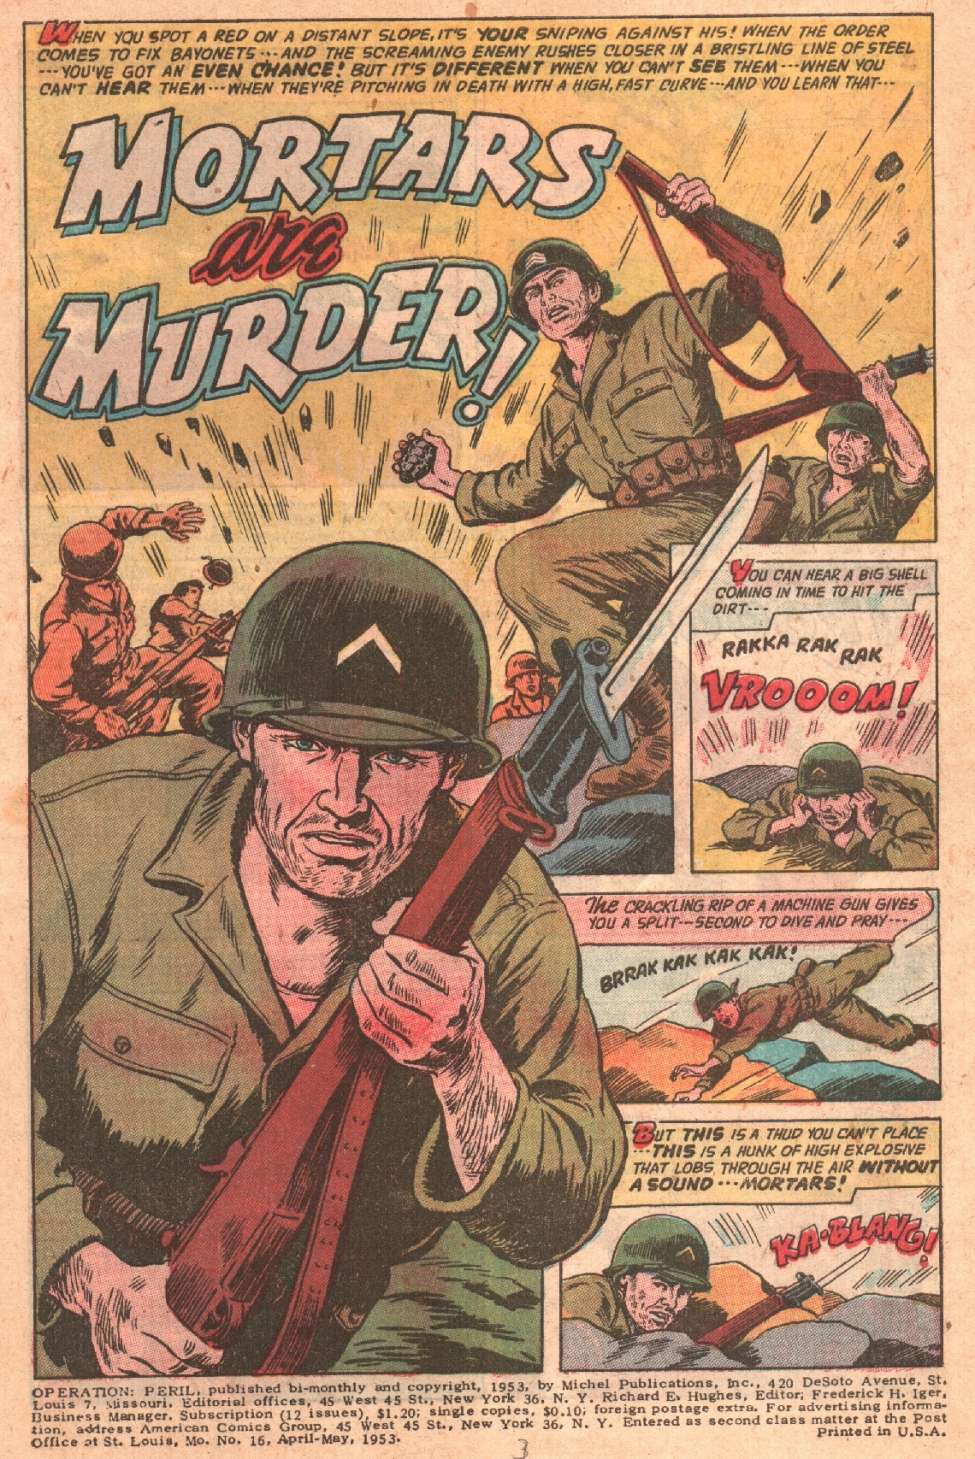 WHEN YOU SPOT A RED ON A DISTANT SLOPE, IT'S YOUR SNIPING AGAINST HIS! WHEN THE ORDER
COMES TO FIX BAYONETS---AND THE SCREAMING ENEMY RUSHES CLOSER IN A BRISTLING LINE OF STEEL
---YOU'VE GOT AN EVEN CHANCE! BUT IT'S DIFFERENT WHEN YOU CAN'T SEE THEM---WHEN YOU
CAN'T HEAR THEM---WHEN THEY'RE PITCHING IN DEATH WITH A HIGH, FAST CURVE---AND YOU LEARN THAT---
MORTARS
are
MURDER!
YOU CAN HEAR A BIG SHELL
COMING IN TIME TO HIT THE
DIRT---
RAKKA RAK
RAK
VROOOM!
THE CRACKLING RIP OF A MACHINE GUN GIVES
YOU A SPLIT--SECOND TO DIVE AND PRAY---
BRRAK KAK KAK KAK!
BUT THIS IS A THUD YOU CAN'T PLACE
---THIS IS A HUNK OF HIGH EXPLOSIVE
THAT LOBS THROUGH THE AIR WITHOUT
A SOUND---MORTARS!
KA-BLANG!
OPERATION: PERIL, published bi-monthly and copyright, 1953, by Michel Publications, Inc., 420 DeSoto Avenue, St.
Louis 7, Missouri. Editorial offices, 45 West 45 St., New York 36, N. Y. Richard E. Hughes, Editor; Frederick H. Iger,
Business Manager. Subscription (12 issues), $1.20; single copies, $0.10; foreign postage extra. For advertising informa-
tion, address American Comics Group, 45 West 45 St., New York 36, N. Y. Entered as second class matter at the Post
Office at St. Louis, Mo. No. 16, April-May, 1953. Printed in U.S.A.
3